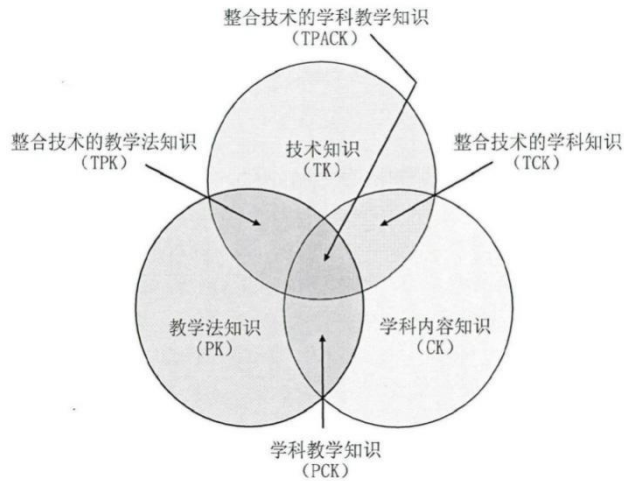 整合技术的学科教学知识
（TPACK）
整合技术的教学法知识
（TPK）
技术知识
（TK）
整合技术的学科知识
（TCK）
教学法知识
（PK）
学科内容知识
（CK）
学科教学知识
（PCK）